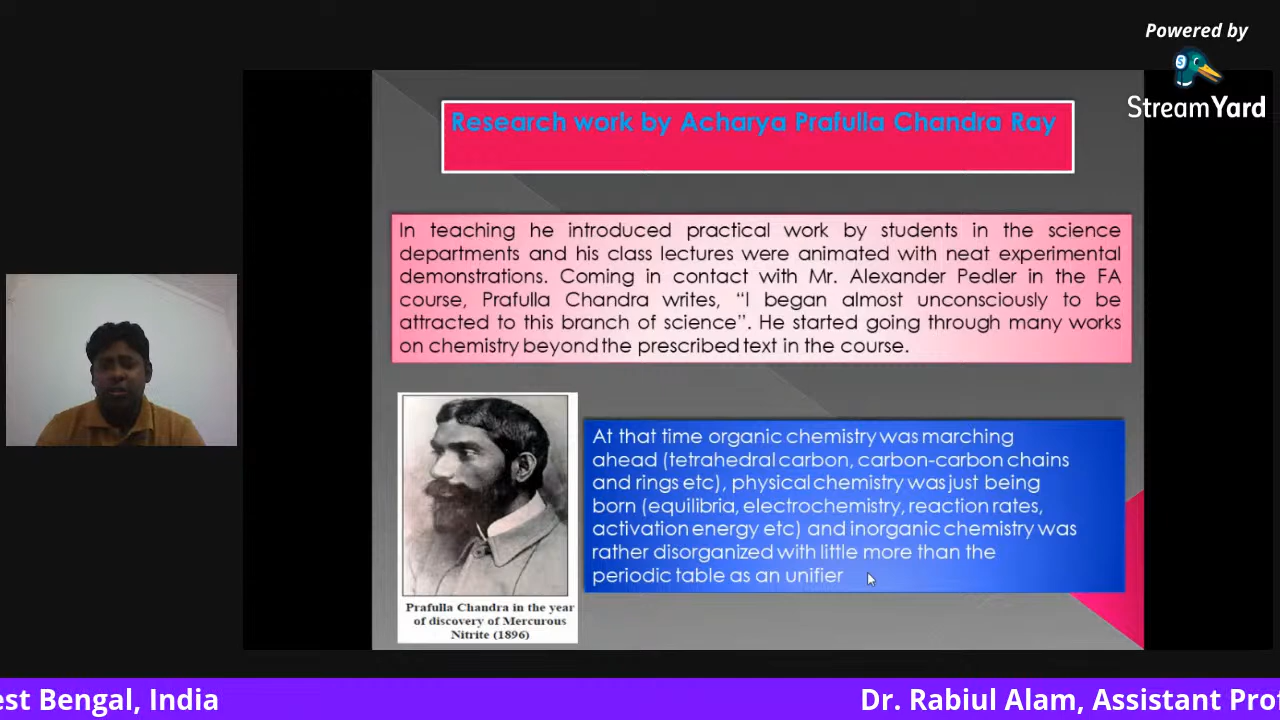 Powered by
StreamYard
Research work by Acharya Prafulla Chandra Ray
In teaching he introduced practical work by students in the science
departments and his class lectures were animated with neat experimental
demonstrations. Coming in contact with Mr. Alexander Pedler in the FA
course, Prafulla Chandra writes, “I began almost unconsciously to be
attracted to this branch of science”. He started going through many works
on chemistry beyond the prescribed text in the course.
At that time organic chemistry was marching
ahead (tetrahedral carbon, carbon-carbon chains
and rings etc), physical chemistry was just being
born (equilibria, electrochemistry, reaction rates,
activation energy etc) and inorganic chemistry was
rather disorganized with little more than the
periodic table as an unifier
Prafulla Chandra in the year
of discovery of Mercurous
Nitrite (1896)
est Bengal, India
Dr. Rabiul Alam, Assistant Prof